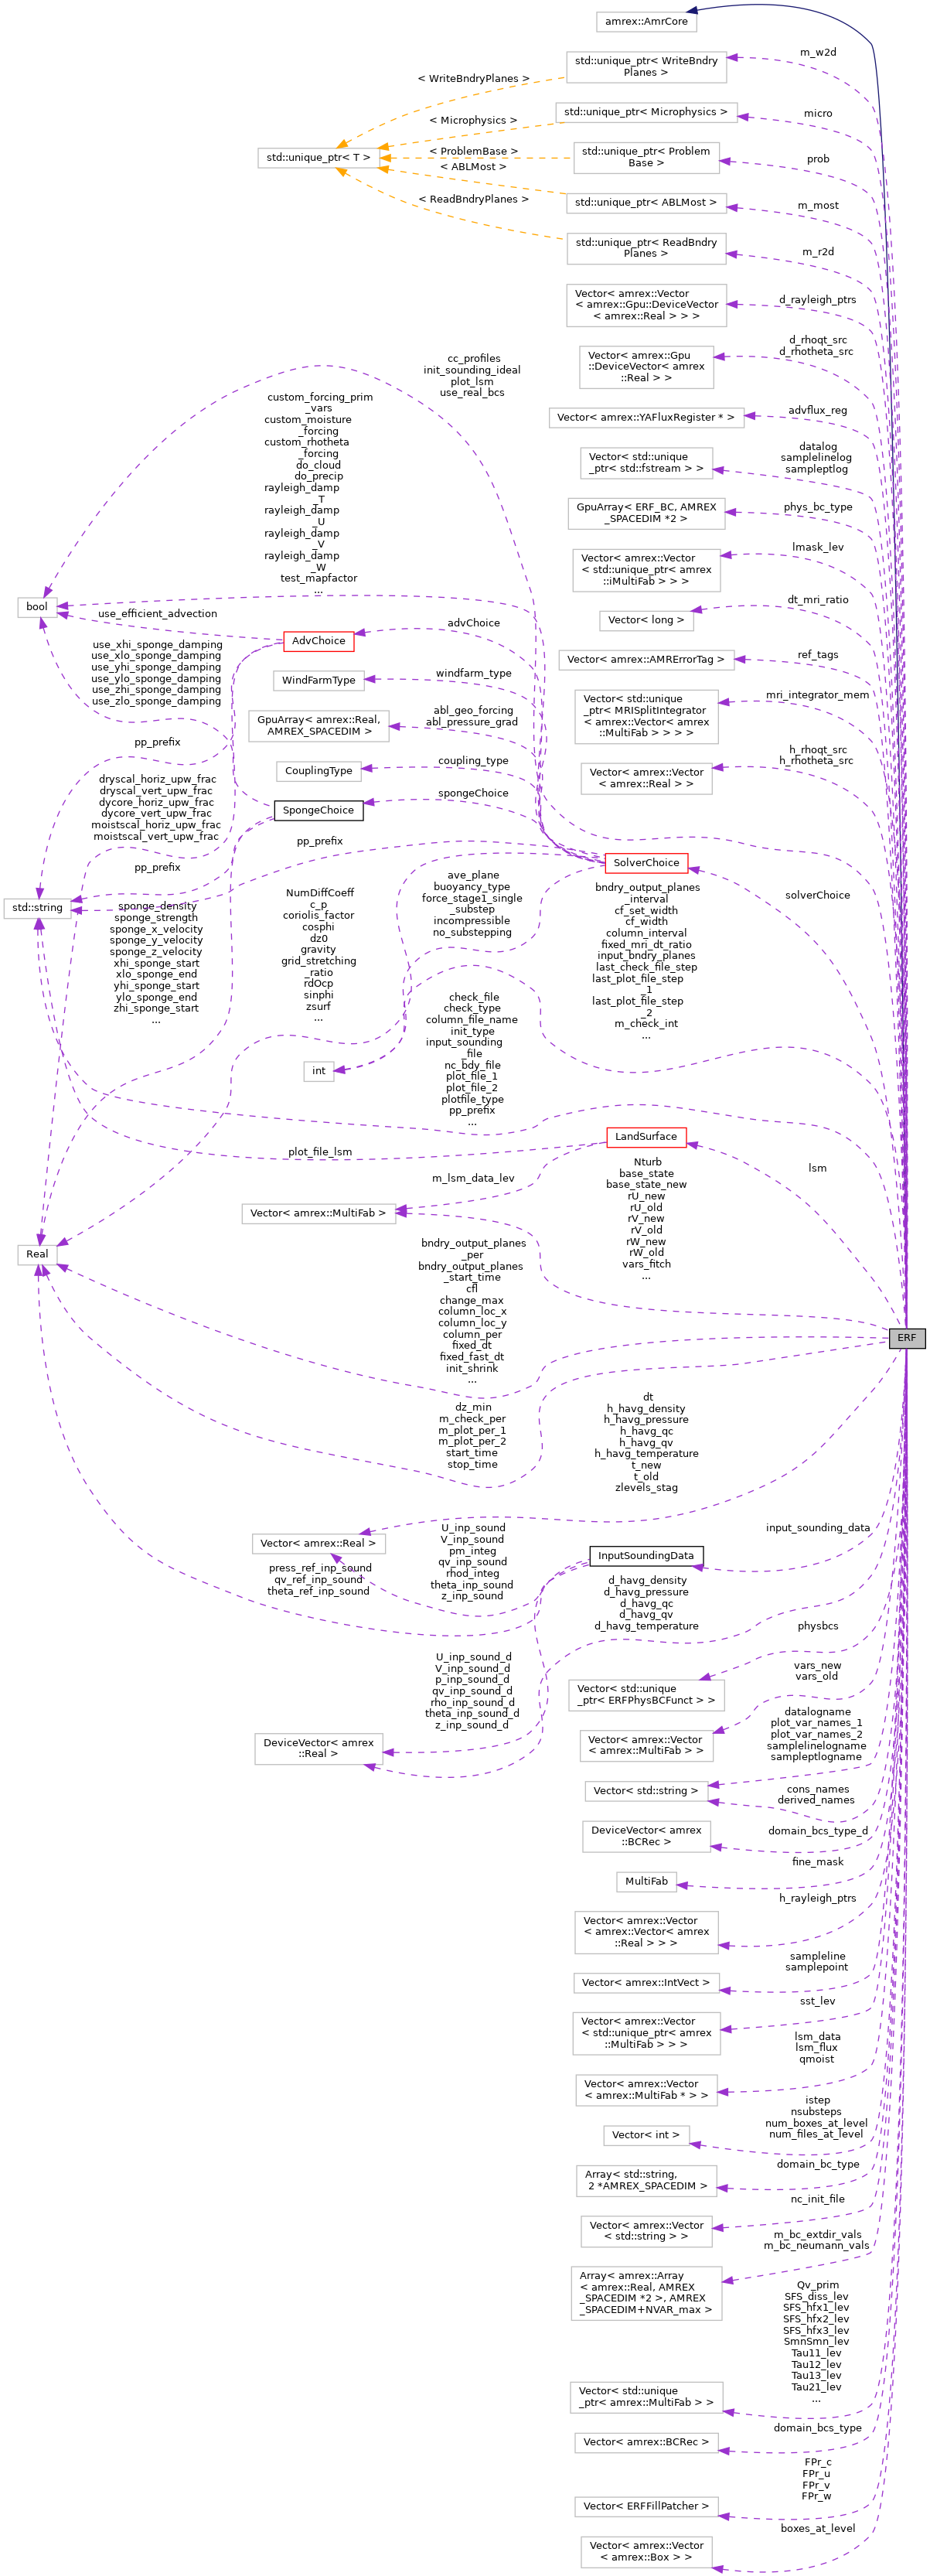 amrex::AmrCore
m_w2d
std::unique_ptr< WriteBndry
Planes >
< WriteBndryPlanes >
std::unique_ptr< Microphysics >
micro
< Microphysics >
std::unique_ptr< Problem
Base >
prob
< ProblemBase >
std::unique_ptr< T >
< ABLMost >
std::unique_ptr< ABLMost >
m_most
< ReadBndryPlanes >
std::unique_ptr< ReadBndry
Planes >
m_r2d
Vector< amrex::Vector
< amrex::Gpu::DeviceVector
< amrex::Real > > >
d_rayleigh_ptrs
Vector< amrex::Gpu
::DeviceVector< amrex
::Real > >
d_rhoqt_src
d_rhotheta_src
Vector< amrex::YAFluxRegister * >
advflux_reg
Vector< std::unique
_ptr< std::fstream > >
datalog
samplelinelog
sampleptlog
GpuArray< ERF_BC, AMREX
_SPACEDIM *2 >
phys_bc_type
Vector< amrex::Vector
< std::unique_ptr< amrex
::iMultiFab > > >
lmask_lev
Vector< long >
dt_mri_ratio
Vector< amrex::AMRErrorTag >
ref_tags
Vector< std::unique
_ptr< MRISplitIntegrator
< amrex::Vector< amrex
::MultiFab > > > >
mri_integrator_mem
Vector< amrex::Vector
< amrex::Real > >
h_rhoqt_src
h_rhotheta_src
cc_profiles
init_sounding_ideal
plot_lsm
use_real_bcs
custom_forcing_prim
_vars
custom_moisture
_forcing
custom_rhotheta
_forcing
do_cloud
do_precip
rayleigh_damp
_T
rayleigh_damp
_U
rayleigh_damp
_V
rayleigh_damp
_W
test_mapfactor
...
bool
use_efficient_advection
AdvChoice
advChoice
use_xhi_sponge_damping
use_xlo_sponge_damping
use_yhi_sponge_damping
use_ylo_sponge_damping
use_zhi_sponge_damping
use_zlo_sponge_damping
WindFarmType
windfarm_type
GpuArray< amrex::Real,
AMREX_SPACEDIM >
abl_geo_forcing
abl_pressure_grad
pp_prefix
CouplingType
coupling_type
dryscal_horiz_upw_frac
dryscal_vert_upw_frac
dycore_horiz_upw_frac
dycore_vert_upw_frac
moistscal_horiz_upw_frac
moistscal_vert_upw_frac
SpongeChoice
spongeChoice
pp_prefix
pp_prefix
SolverChoice
solverChoice
std::string
sponge_density
sponge_strength
sponge_x_velocity
sponge_y_velocity
sponge_z_velocity
xhi_sponge_start
xlo_sponge_end
yhi_sponge_start
ylo_sponge_end
zhi_sponge_start
...
NumDiffCoeff
c_p
coriolis_factor
cosphi
dz0
gravity
grid_stretching
_ratio
rdOcp
sinphi
zsurf
...
ave_plane
buoyancy_type
force_stage1_single
_substep
incompressible
no_substepping
bndry_output_planes
_interval
cf_set_width
cf_width
column_interval
fixed_mri_dt_ratio
input_bndry_planes
last_check_file_step
last_plot_file_step
_1
last_plot_file_step
_2
m_check_int
...
int
check_file
check_type
column_file_name
init_type
input_sounding
_file
nc_bdy_file
plot_file_1
plot_file_2
plotfile_type
pp_prefix
...
LandSurface
lsm
plot_file_lsm
m_lsm_data_lev
Vector< amrex::MultiFab >
Nturb
base_state
base_state_new
rU_new
rU_old
rV_new
rV_old
rW_new
rW_old
vars_fitch
...
Real
bndry_output_planes
_per
bndry_output_planes
_start_time
cfl
change_max
column_loc_x
column_loc_y
column_per
fixed_dt
fixed_fast_dt
init_shrink
...
ERF
dz_min
m_check_per
m_plot_per_1
m_plot_per_2
start_time
stop_time
dt
h_havg_density
h_havg_pressure
h_havg_qc
h_havg_qv
h_havg_temperature
t_new
t_old
zlevels_stag
Vector< amrex::Real >
U_inp_sound
V_inp_sound
pm_integ
qv_inp_sound
rhod_integ
theta_inp_sound
z_inp_sound
InputSoundingData
input_sounding_data
press_ref_inp_sound
qv_ref_inp_sound
theta_ref_inp_sound
d_havg_density
d_havg_pressure
d_havg_qc
d_havg_qv
d_havg_temperature
U_inp_sound_d
V_inp_sound_d
p_inp_sound_d
qv_inp_sound_d
rho_inp_sound_d
theta_inp_sound_d
z_inp_sound_d
DeviceVector< amrex
::Real >
Vector< std::unique
_ptr< ERFPhysBCFunct > >
physbcs
Vector< amrex::Vector
< amrex::MultiFab > >
vars_new
vars_old
Vector< std::string >
datalogname
plot_var_names_1
plot_var_names_2
samplelinelogname
sampleptlogname
cons_names
derived_names
DeviceVector< amrex
::BCRec >
domain_bcs_type_d
MultiFab
fine_mask
Vector< amrex::Vector
< amrex::Vector< amrex
::Real > > >
h_rayleigh_ptrs
Vector< amrex::IntVect >
sampleline
samplepoint
Vector< amrex::Vector
< std::unique_ptr< amrex
::MultiFab > > >
sst_lev
Vector< amrex::Vector
< amrex::MultiFab * > >
lsm_data
lsm_flux
qmoist
Vector< int >
istep
nsubsteps
num_boxes_at_level
num_files_at_level
Array< std::string,
2 *AMREX_SPACEDIM >
domain_bc_type
Vector< amrex::Vector
< std::string > >
nc_init_file
Array< amrex::Array
< amrex::Real, AMREX
_SPACEDIM *2 >, AMREX
_SPACEDIM+NVAR_max >
m_bc_extdir_vals
m_bc_neumann_vals
Vector< std::unique
_ptr< amrex::MultiFab > >
Qv_prim
SFS_diss_lev
SFS_hfx1_lev
SFS_hfx2_lev
SFS_hfx3_lev
SmnSmn_lev
Tau11_lev
Tau12_lev
Tau13_lev
Tau21_lev
...
Vector< amrex::BCRec >
domain_bcs_type
Vector< ERFFillPatcher >
FPr_c
FPr_u
FPr_v
FPr_w
Vector< amrex::Vector
< amrex::Box > >
boxes_at_level